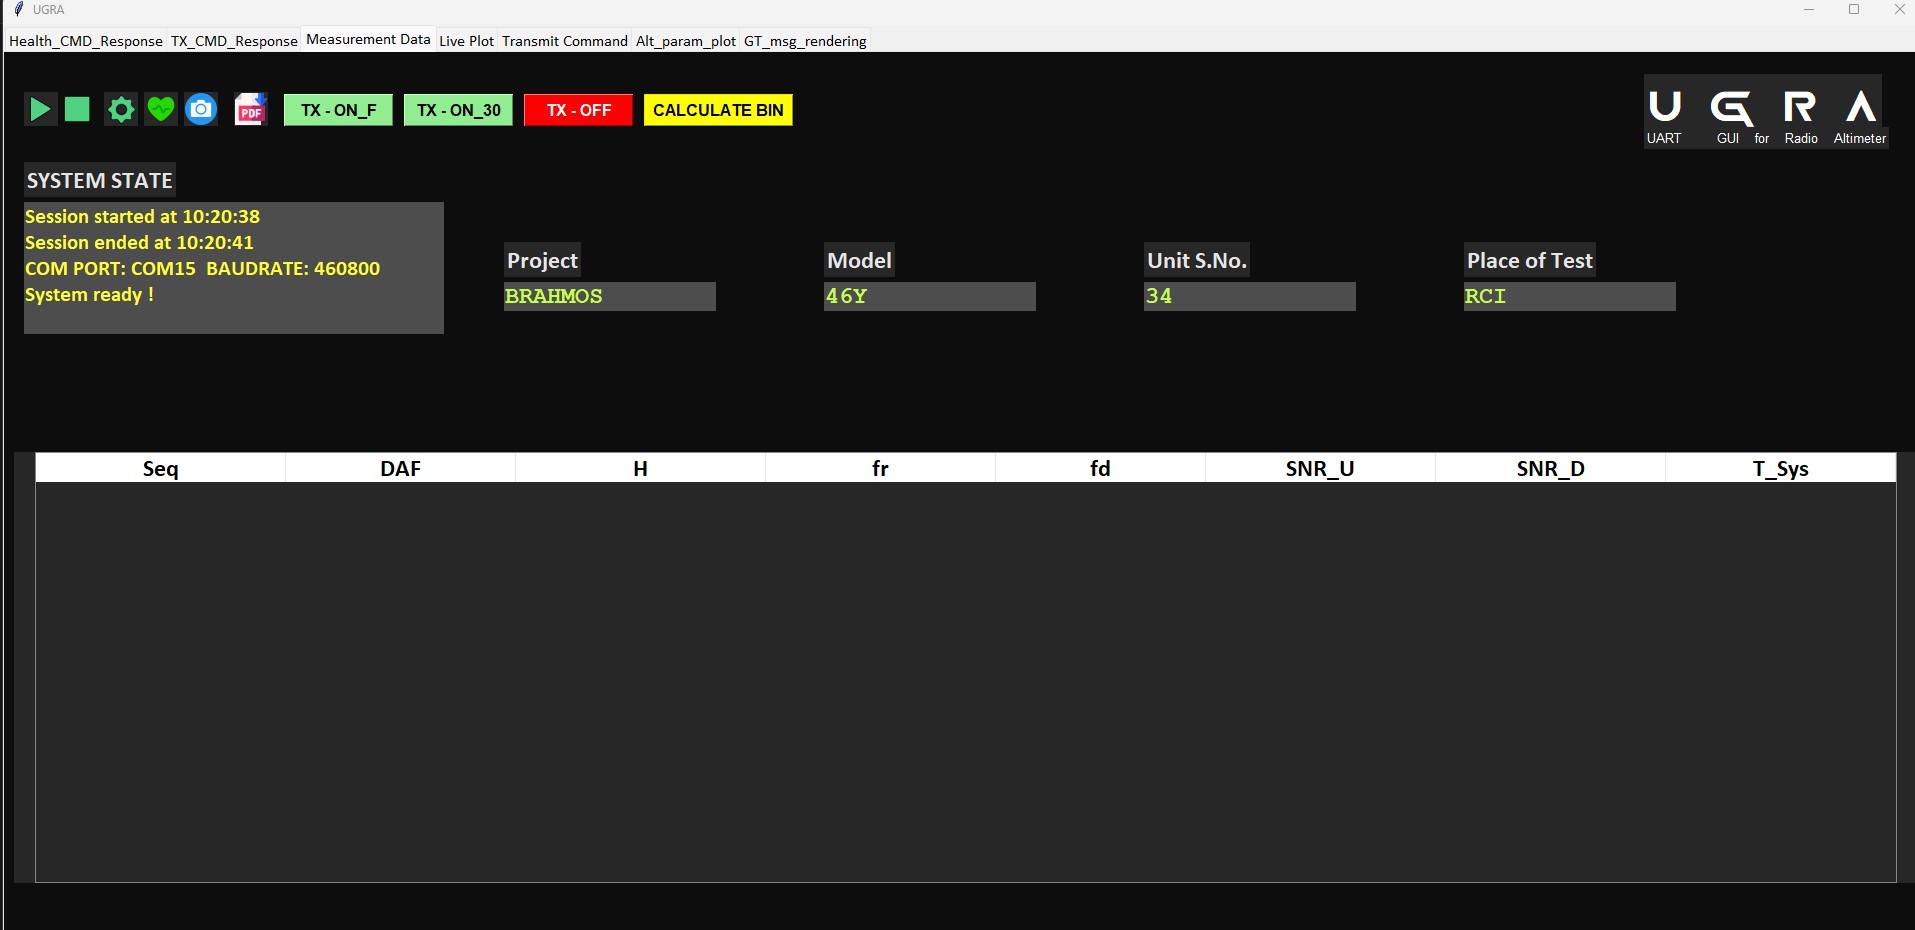 UGRA
Health_CMD_Response TX_CMD_Response Measurement Data Live Plot Transmit Command Alt_param_plot GT_msg_rendering
PDF TX - ON_F TX - ON_30 TX - OFF CALCULATE BIN
U G R A
UART GUI for Radio Altimeter
SYSTEM STATE
Session started at 10:20:38
Session ended at 10:20:41
COM PORT: COM15 BAUDRATE: 460800
System ready !
Project Model Unit S.No. Place of Test
BRAHMOS 46Y 34 RCI
Seq DAF H fr fd SNR_U SNR_D T_Sys